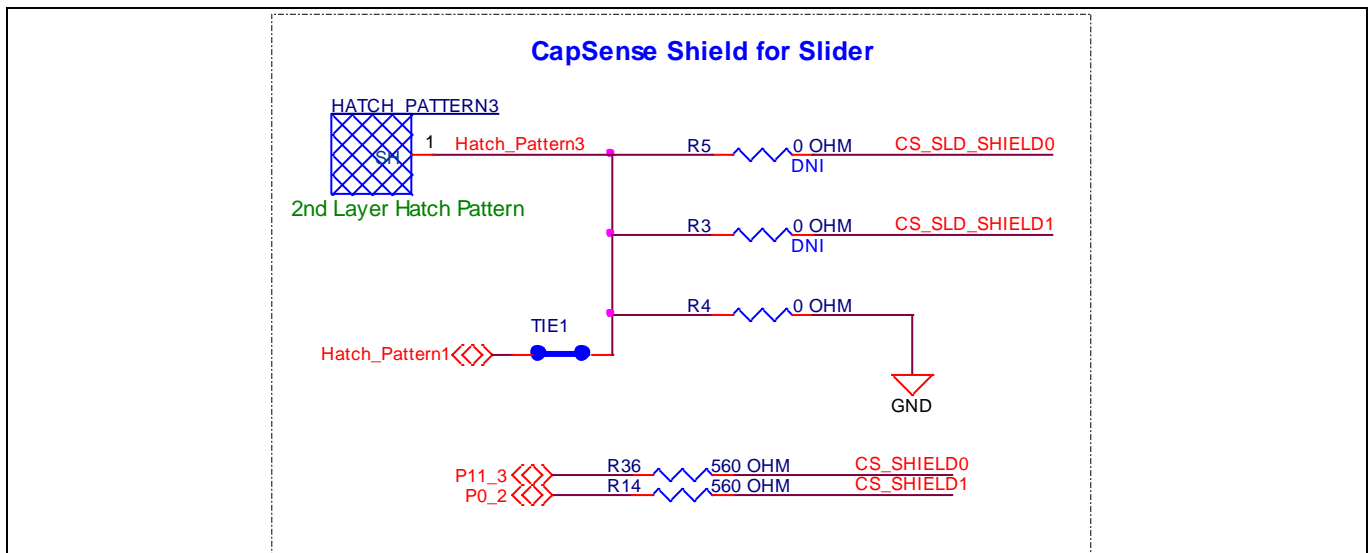 CapSense Shield for Slider
HATCH_PATTERN3
SH
1
Hatch_Pattern3
R5
0 OHM
CS_SLD_SHIELD0
DNI
2nd Layer Hatch Pattern
R3
0 OHM
CS_SLD_SHIELD1
DNI
R4
0 OHM
TIE1
Hatch_Pattern1
GND
P11_3
R36
560 OHM
CS_SHIELD0
P0_2
R14
560 OHM
CS_SHIELD1